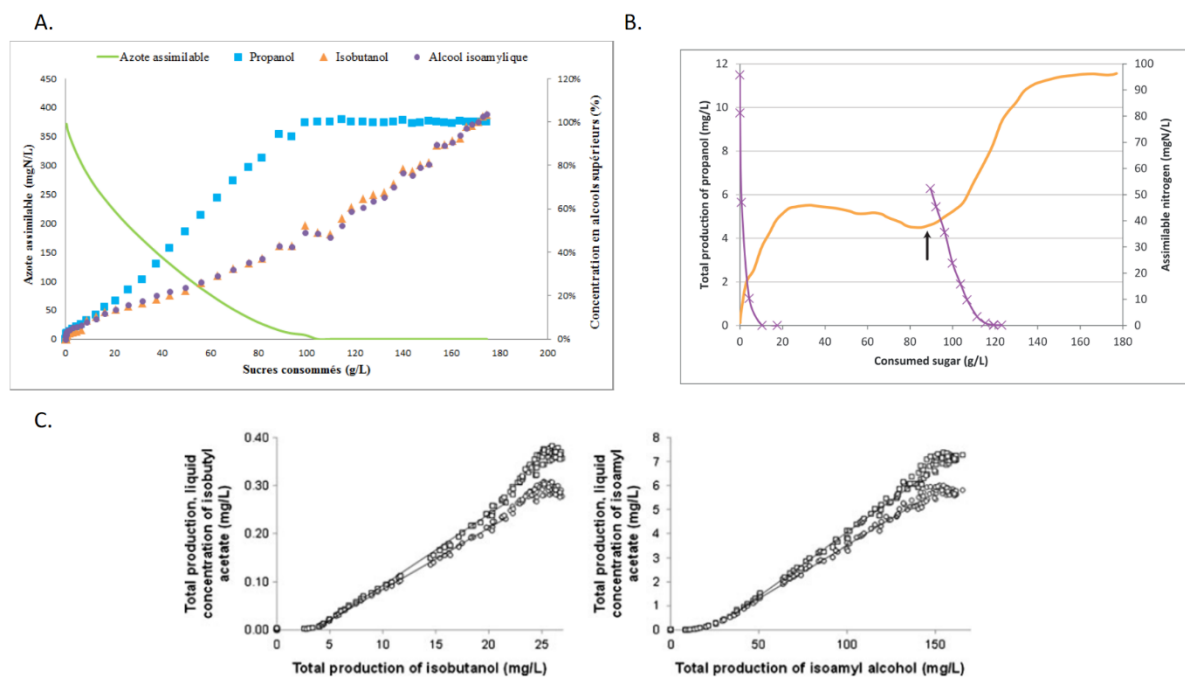 A.
Azote assimilable Propanol Isobutanol Alcool isoamylique
Azote assimilable (mgN/L)
450
400
350
300
250
200
150
100
50
0
0 20 40 60 80 100 120 140 160 180 200
Sucres consommés (g/L)
120%
100%
80%
60%
40%
20%
0%
Concentration en alcools supérieurs (%)
B.
Total production of propanol (mg/L)
12
10
8
6
4
2
0
0 20 40 60 80 100 120 140 160 180
Consumed sugar (g/L)
100
90
80
70
60
50
40
30
20
10
0
Assimilable nitrogen (mgN/L)
C.
Total production, liquid
concentration of isobutyl
acetate (mg/L)
0.40
0.30
0.20
0.10
0.00
0 5 10 15 20 25
Total production of isobutanol (mg/L)
Total production, liquid
concentration of isoamyl
acetate (mg/L)
8
7
6
5
4
3
2
1
0
0 50 100 150
Total production of isoamyl alcohol (mg/L)